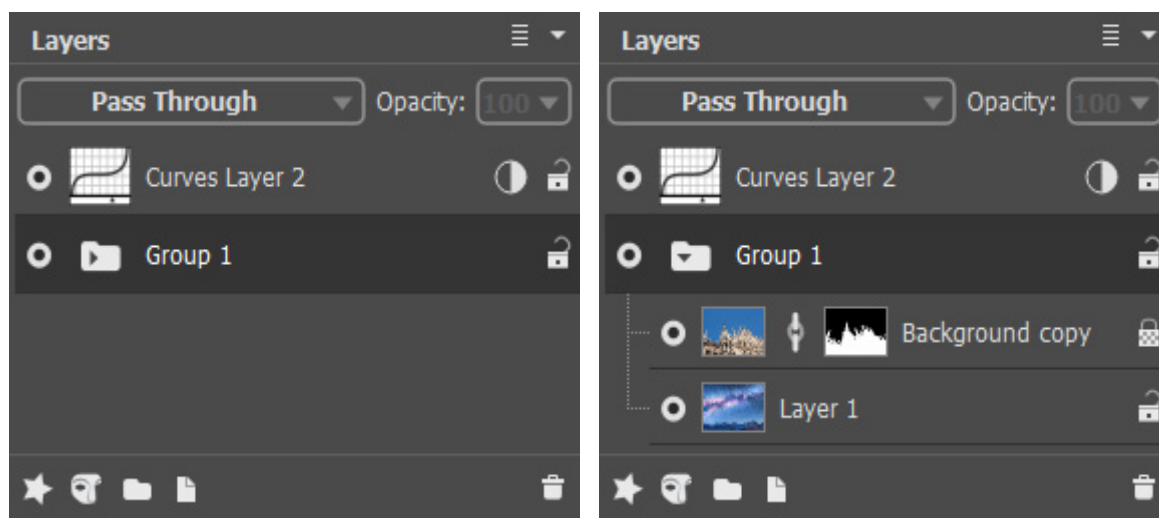 Layers
Pass Through Opacity: 100
Curves Layer 2
Group 1
Layers
Pass Through Opacity: 100
Curves Layer 2
Group 1
Background copy
Layer 1